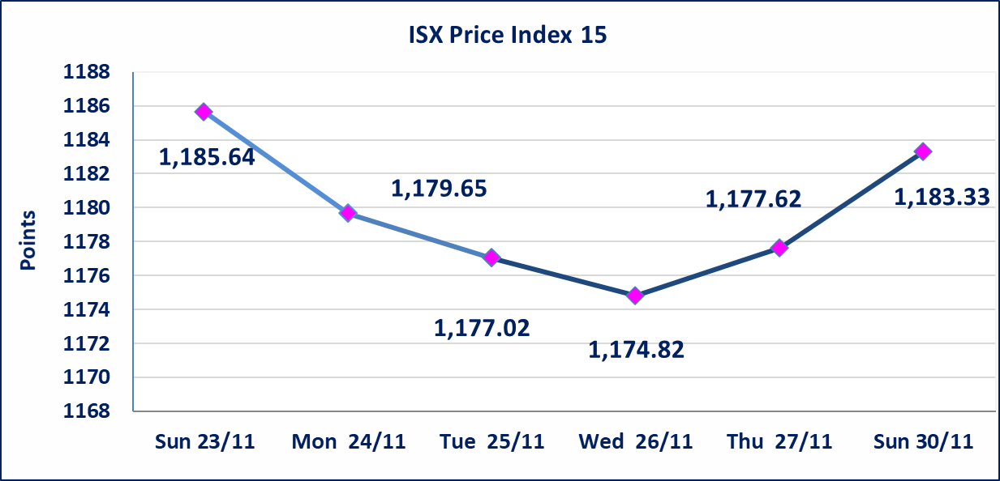 ISX Price Index 15
Points
1188
1186
1184
1182
1180
1178
1176
1174
1172
1170
1168
1,185.64
1,179.65
1,177.02
1,174.82
1,177.62
1,183.33
Sun 23/11
Mon  24/11
Tue  25/11
Wed  26/11
Thu  27/11
Sun 30/11